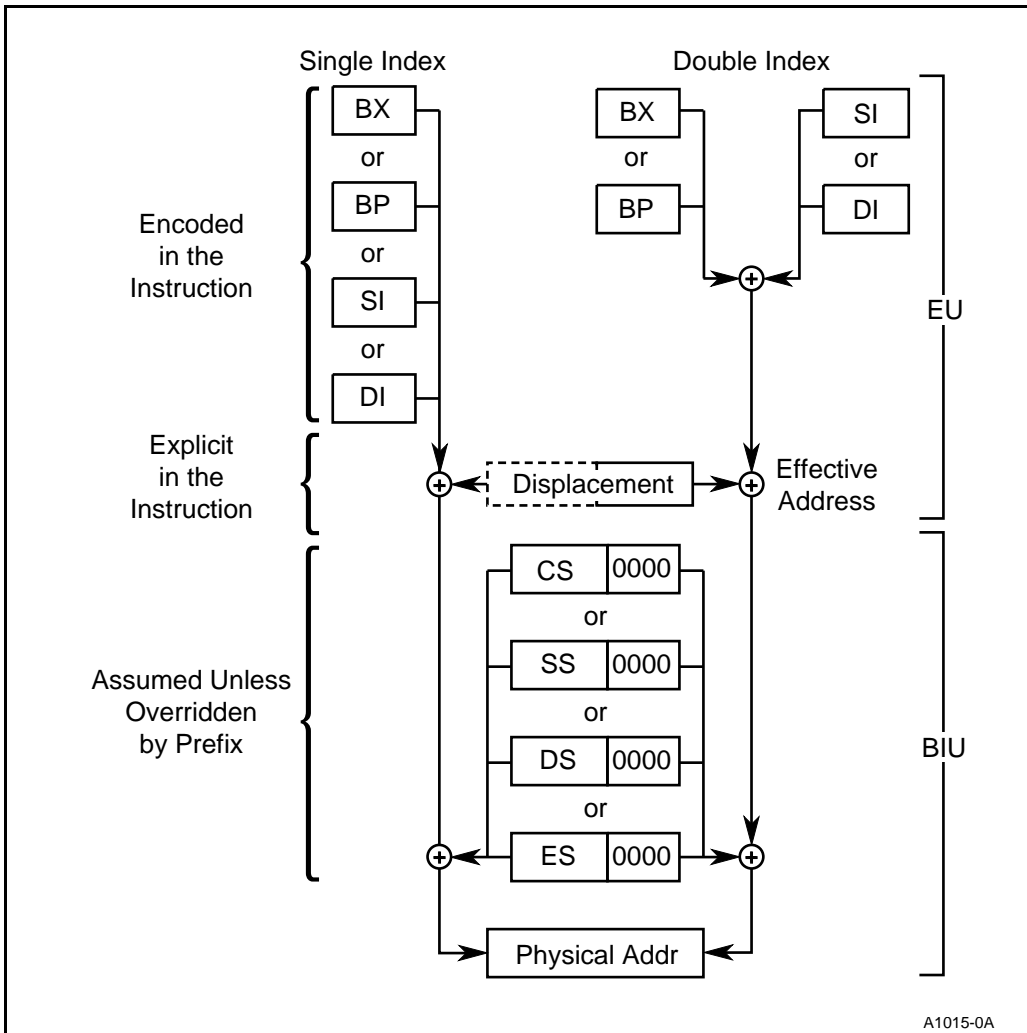 Single Index
Double Index
BX
or
BP
or
SI
or
DI
BX
or
BP
SI
or
DI
Encoded
in the
Instruction
EU
Explicit
in the
Instruction
Displacement
Effective
Address
CS 0000
or
SS 0000
or
DS 0000
or
ES 0000
Assumed Unless
Overridden
by Prefix
BIU
Physical Addr
A1015-0A